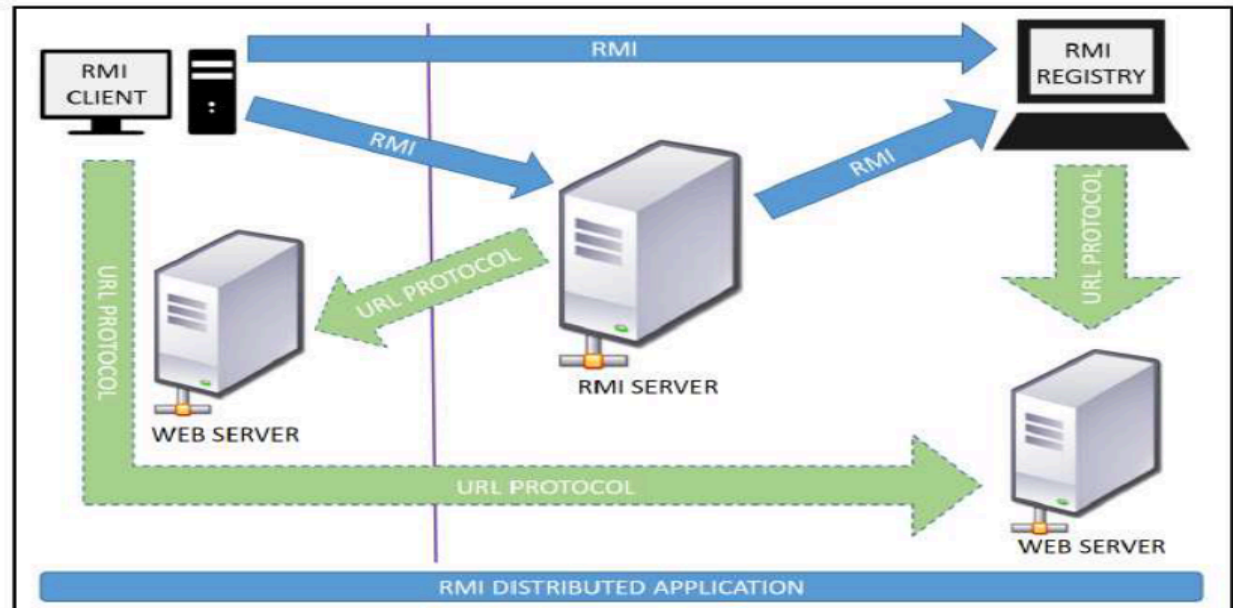 RMI
RMI
CLIENT
RMI
REGISTRY
RMI
RMI
URL PROTOCOL
URL PROTOCOL
URL PROTOCOL
RMI SERVER
WEB SERVER
URL PROTOCOL
WEB SERVER
RMI DISTRIBUTED APPLICATION